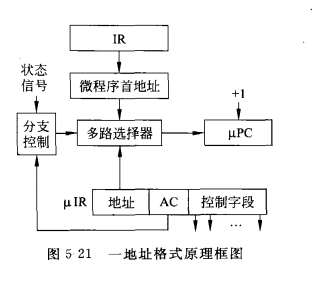 IR
状态
信号
微程序首地址
+1
分支
控制
多路选择器
μPC
μIR
地址
AC
控制字段
…
图 5-21 一地址格式原理框图